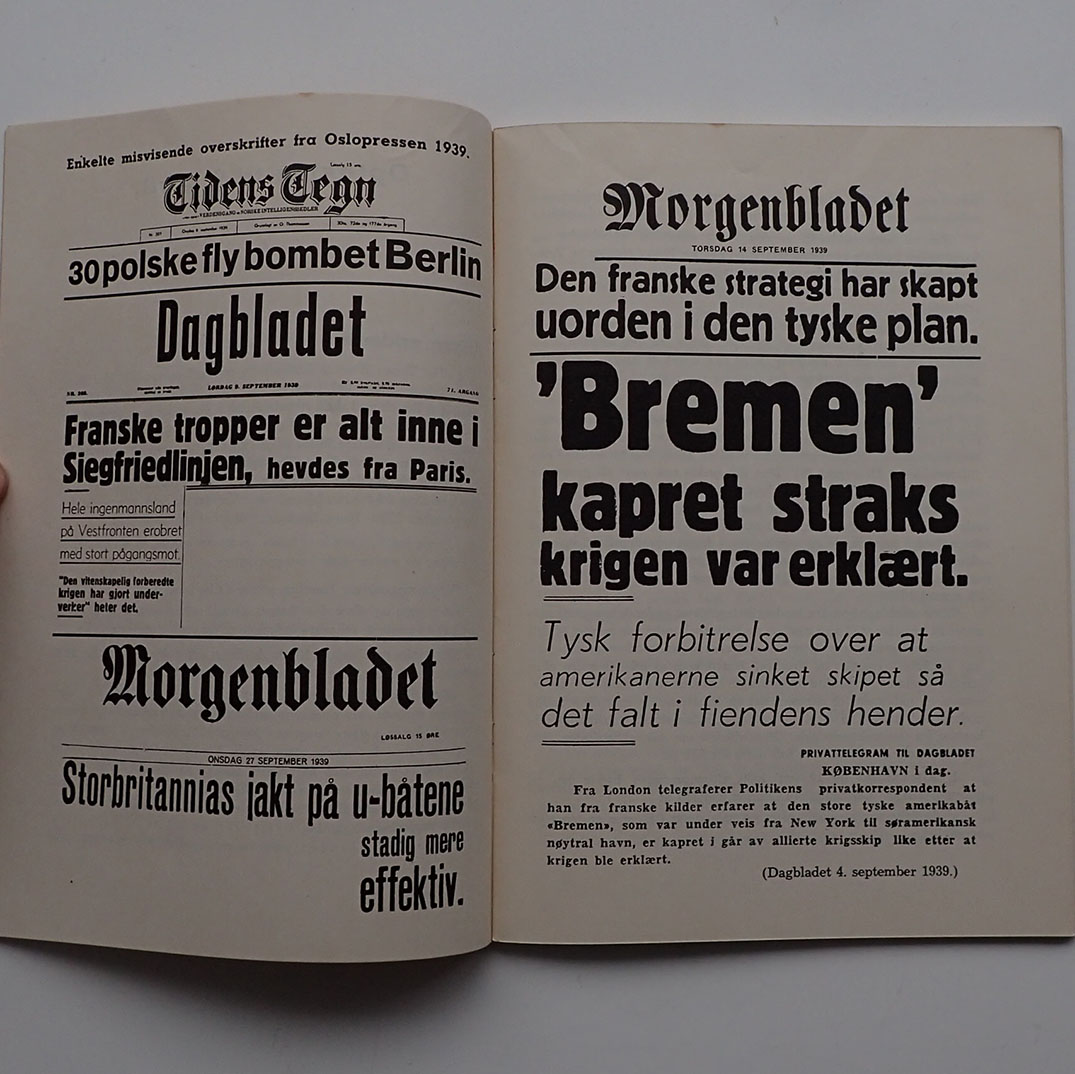 Enkelte misvisende overskrifter fra Oslopressen 1939.
Tidens Tegn
30 polske fly bombet Berlin
Dagbladet
LØRDAG 9. SEPTEMBER 1939
71. ARGANG
Franske tropper er alt inne i
Siegfriedlinjen, hevdes fra Paris.
Hele ingenmannsland
på Vestfronten erobret
med stort pågangsmot.
"Den vitenskapelig forberedte
krigen har gjort under-
verker" heter det.
Morgenbladet
LØSSALG 15 ØRE
ONSDAG 27 SEPTEMBER 1939
Storbritannias jakt på u-båtene
stadig mere
effektiv.
Morgenbladet
TORSDAG 14 SEPTEMBER 1939
Den franske strategi har skapt
uorden i den tyske plan.
'Bremen'
kapret straks
krigen var erklært.
Tysk forbitrelse over at
amerikanerne sinket skipet så
det falt i fiendens hender.
PRIVATTELEGRAM TIL DAGBLADET
KØBENHAVN i dag.
Fra London telegraferer Politikens privatkorrespondent at
han fra franske kilder erfarer at den store tyske amerikabåt
«Bremen», som var under veis fra New York til søramerikansk
nøytral havn, er kapret i går av allierte krigsskip like etter at
krigen ble erklært.
(Dagbladet 4. september 1939.)